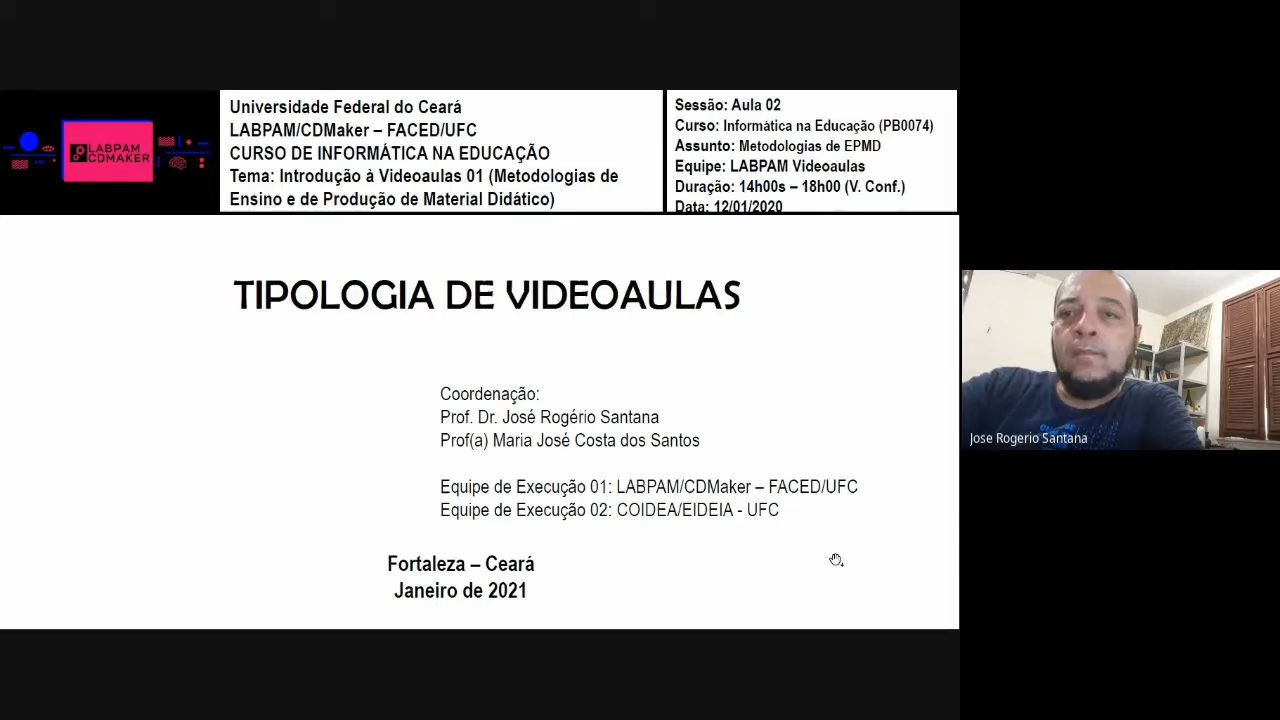 LABPAM
CDMAKER
Universidade Federal do Ceará
LABPAM/CDMaker – FACED/UFC
CURSO DE INFORMÁTICA NA EDUCAÇÃO
Tema: Introdução à Videoaulas 01 (Metodologias de
Ensino e de Produção de Material Didático)
Sessão: Aula 02
Curso: Informática na Educação (PB0074)
Assunto: Metodologias de EPMD
Equipe: LABPAM Videoaulas
Duração: 14h00s – 18h00 (V. Conf.)
Data: 12/01/2020
TIPOLOGIA DE VIDEOAULAS
Coordenação:
Prof. Dr. José Rogério Santana
Prof(a) Maria José Costa dos Santos
Equipe de Execução 01: LABPAM/CDMaker – FACED/UFC
Equipe de Execução 02: COIDEA/EIDEIA - UFC
Fortaleza – Ceará
Janeiro de 2021
Jose Rogerio Santana